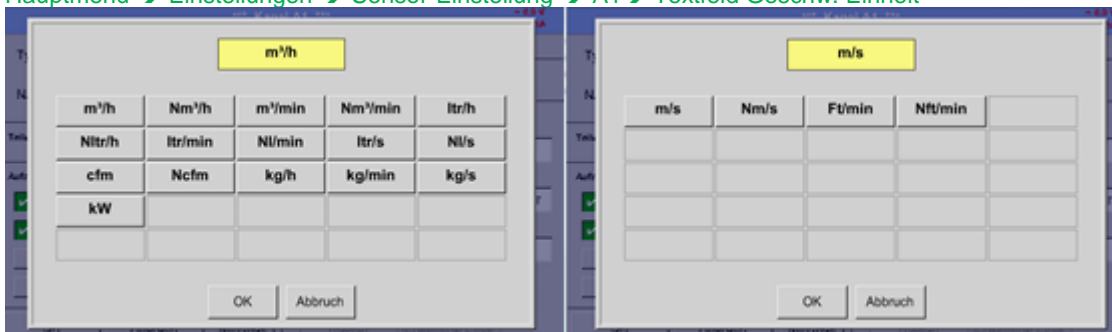 Hauptmenü → Einstellungen → Sensor-Einstellung → A1 → Textfeld Geschw. Einheit
m³/h
m³/h Nm³/h m³/min Nm³/min ltr/h
Nltr/h ltr/min Nl/min ltr/s Nl/s
cfm Ncfm kg/h kg/min kg/s
kW
OK Abbruch
m/s
m/s Nm/s Ft/min Nft/min
OK Abbruch